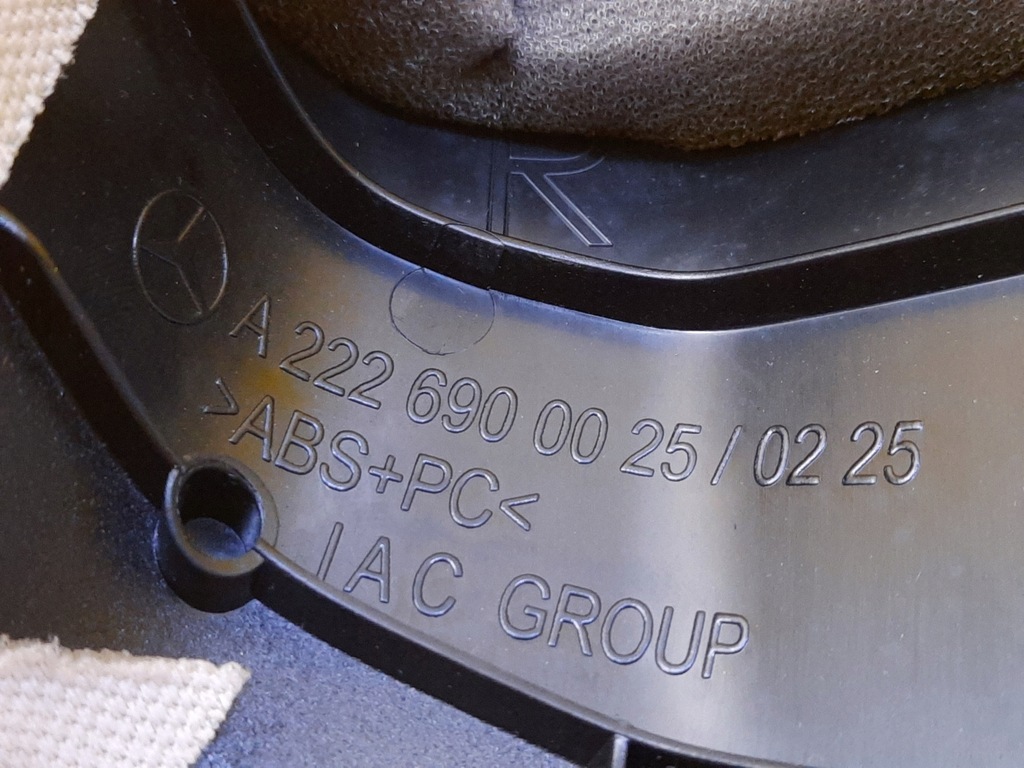 R
A 222 690 00 25 / 02 25
>ABS+PC<
IAC GROUP